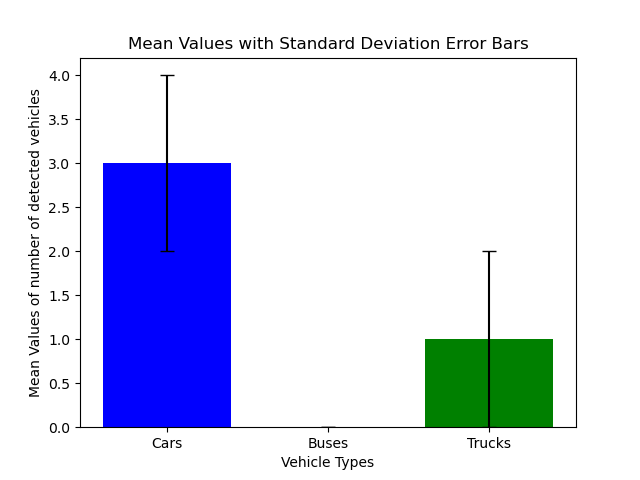 Mean Values with Standard Deviation Error Bars
Mean Values of number of detected vehicles
4.0
3.5
3.0
2.5
2.0
1.5
1.0
0.5
0.0
Cars Buses Trucks
Vehicle Types